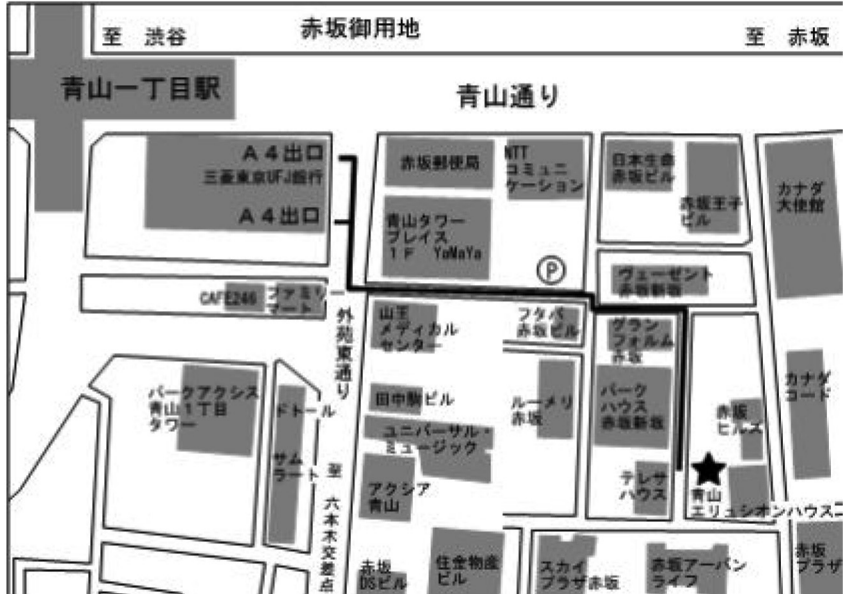 赤坂御用地
至 渋谷
至 赤坂
青山一丁目駅
青山通り
A4出口
三菱東京UFJ銀行
A4出口
赤坂郵便局
NTT
コミュニ
ケーション
日本生命
赤坂ビル
赤坂王子
ビル
カナダ
大使館
青山タワー
プレイス
1F YaMaYa
P
ヴェーゼント
赤坂新坂
CAFE246
ファミリー
マート
外苑東通り
山王
メディカル
センター
フタバ
赤坂ビル
グラン
フォルム
赤坂
パークアクシス
青山1丁目
タワー
ドトール
田中駒ビル
ルーメリ
赤坂
パーク
ハウス
赤坂新坂
赤坂
ヒルズ
カナダ
コード
ユニバーサル・
ミュージック
サム
ラート
至 六本木交差点
アクシア
青山
テレサ
ハウス
青山
エリュシオンハウス
赤坂
DSビル
住金物産
ビル
スカイ
プラザ赤坂
赤坂アーバン
ライフ
赤坂
プラザ